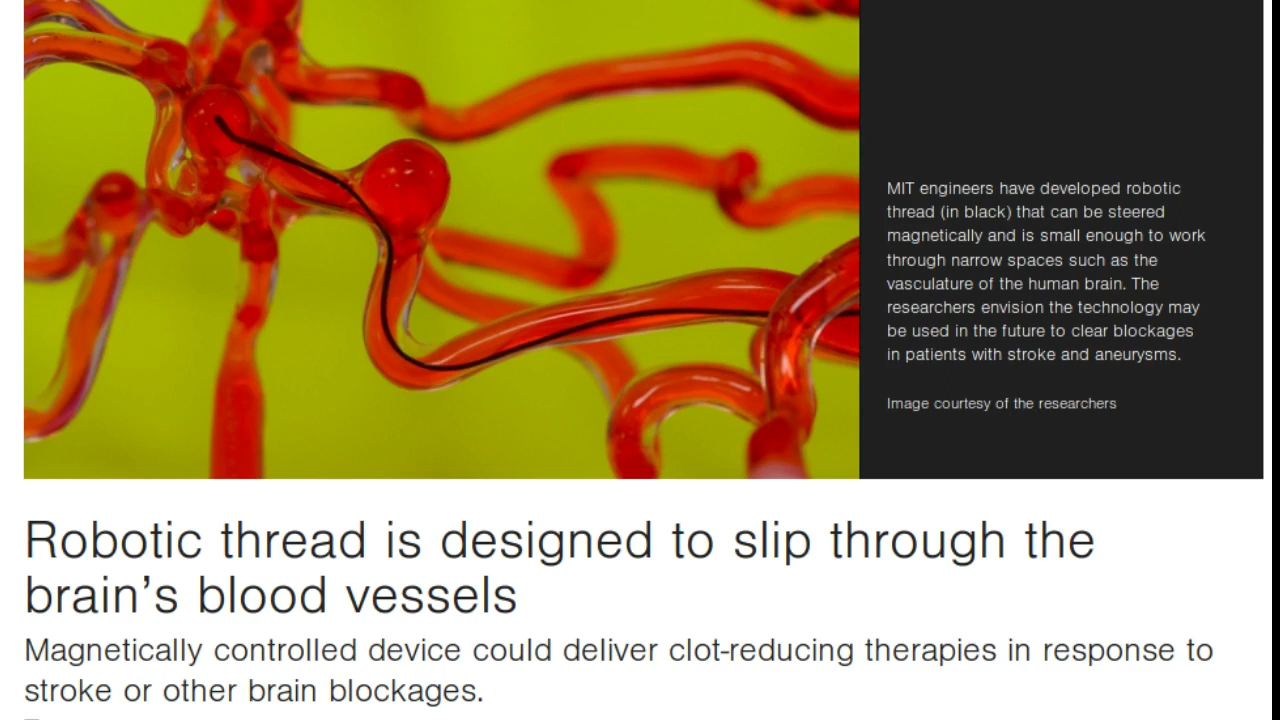 MIT engineers have developed robotic
thread (in black) that can be steered
magnetically and is small enough to work
through narrow spaces such as the
vasculature of the human brain. The
researchers envision the technology may
be used in the future to clear blockages
in patients with stroke and aneurysms.
Image courtesy of the researchers
Robotic thread is designed to slip through the
brain’s blood vessels
Magnetically controlled device could deliver clot-reducing therapies in response to
stroke or other brain blockages.